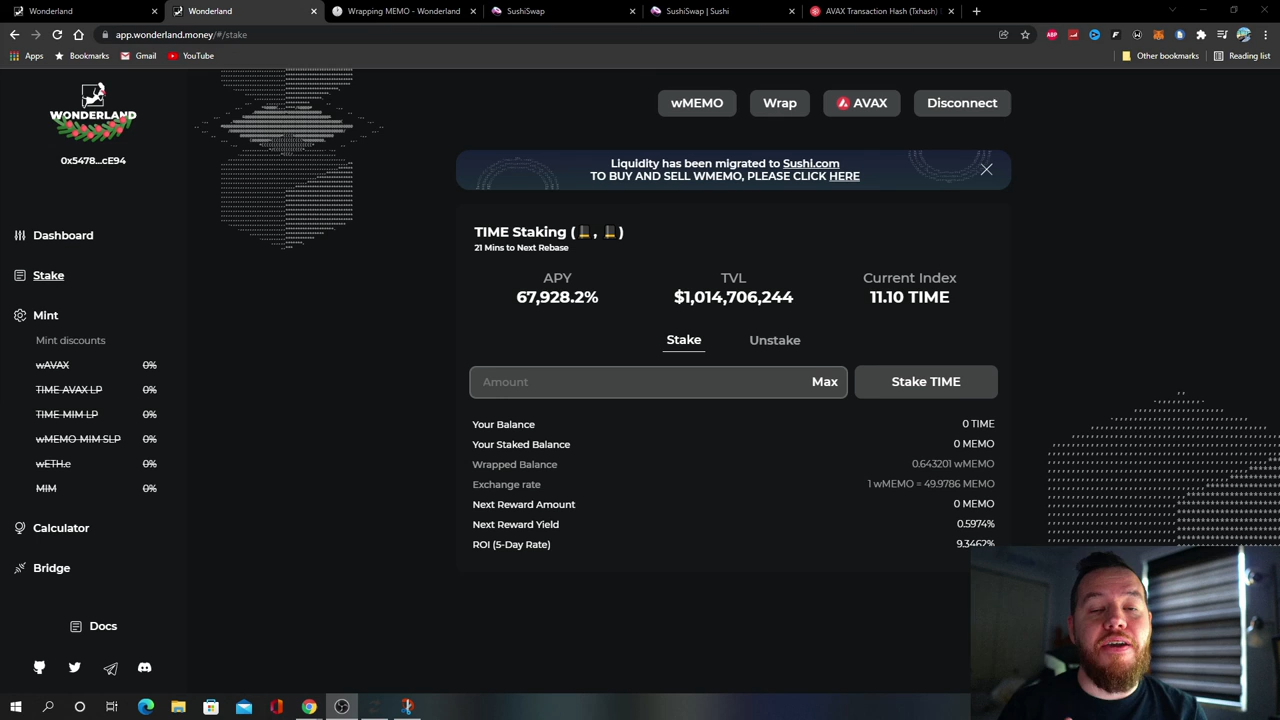 Wonderland
Wonderland
Wrapping MEMO - Wonderland
SushiSwap
SushiSwap | Sushi
AVAX Transaction Hash (Txhash)
app.wonderland.money/#/stake
ABP
Apps
Bookmarks
Gmail
YouTube
Other bookmarks
Reading list
WONDERLAND
0x5478...cE94
Dashboard
Stake
Mint
Mint discounts
wAVAX 0%
TIME-AVAX LP 0%
TIME-MIM LP 0%
wMEMO-MIM SLP 0%
wETH.e 0%
MIM 0%
Calculator
Bridge
Docs
wMEMO
Wrap
AVAX
Disconnect
Liquidity has been migrated to Sushi.com
TO BUY AND SELL WMEMO, PLEASE CLICK HERE
TIME Staking ( , )
21 Mins to Next Rebase
APY
67,928.2%
TVL
$1,014,706,244
Current Index
11.10 TIME
Stake
Unstake
Amount
Max
Stake TIME
Your Balance 0 TIME
Your Staked Balance 0 MEMO
Wrapped Balance 0.643201 wMEMO
Exchange rate 1 wMEMO = 49.9786 MEMO
Next Reward Amount 0 MEMO
Next Reward Yield 0.5974%
ROI (5-Day Rate) 9.3462%